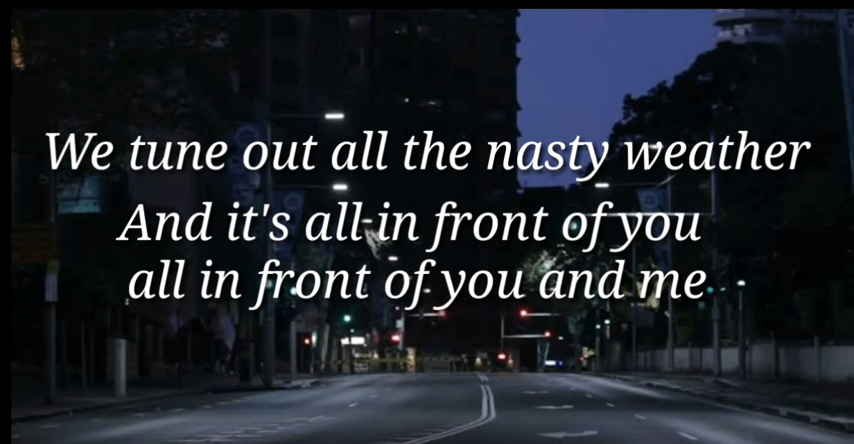 We tune out all the nasty weather
And it's all in front of you
all in front of you and me